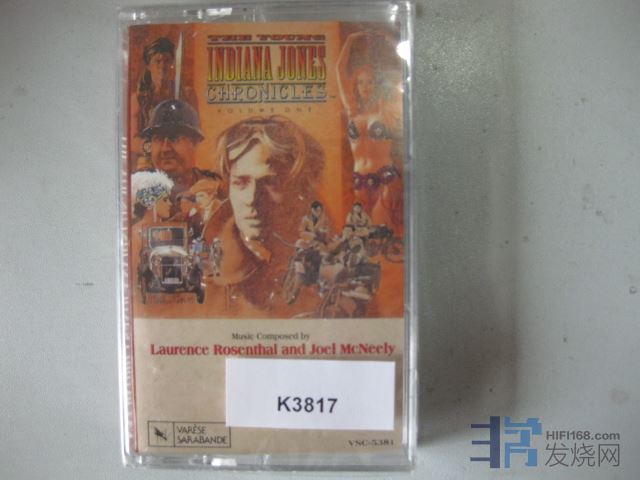 THE YOUNG
INDIANA JONES
CHRONICLES
VOLUME ONE
Music Composed by
Laurence Rosenthal and Joel McNeely
K3817
VARÈSE
SARABANDE
VSC-5381
HIFI168.com
发烧网